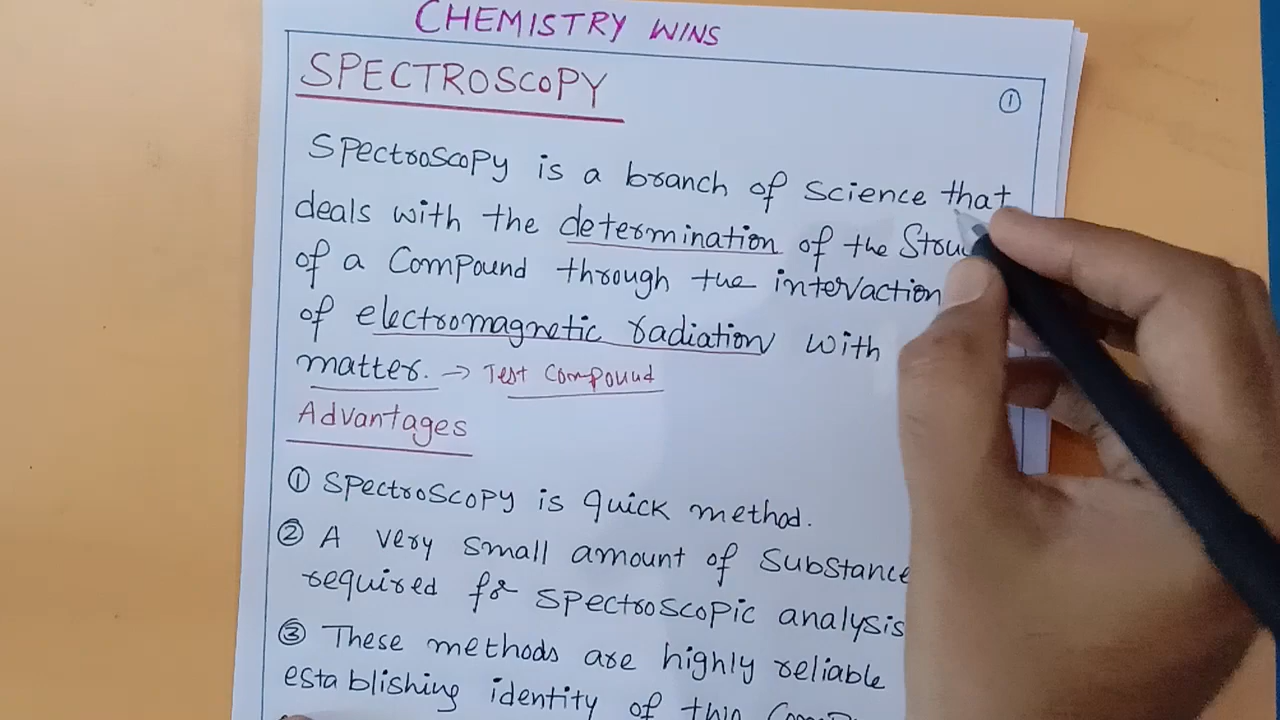 CHEMISTRY WINS
SPECTROSCOPY
①
Spectroscopy is a branch of science that
deals with the determination of the
of a compound through the interaction
of electromagnetic radiation with
matter. → Test compound
Advantages
① Spectroscopy is quick method.
② A very small amount of substance
required for spectroscopic analysis
③ These methods are highly reliable
establishing identity of